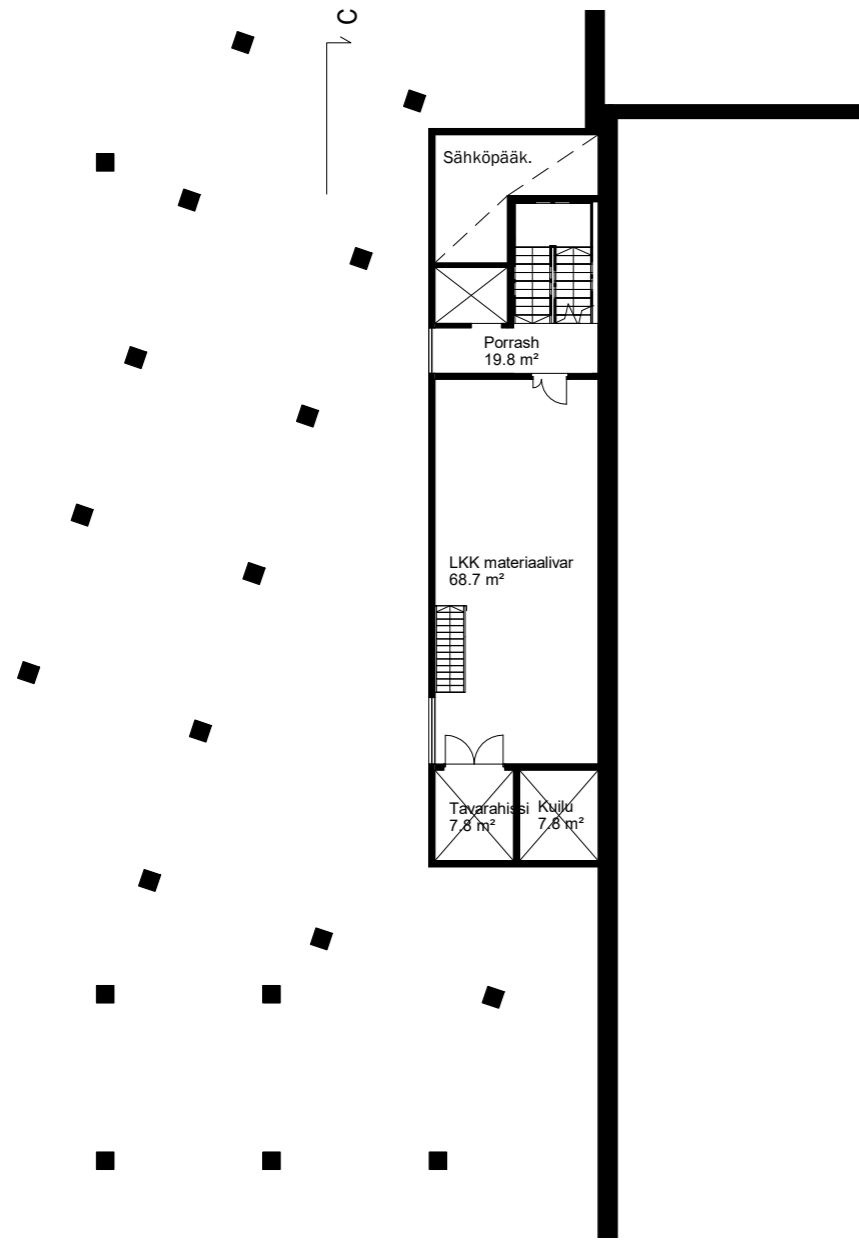 C
Sähköpääk.
Porrash
19.8 m²
LKK materiaalivar
68.7 m²
Tavarahissi
7.8 m²
Kuilu
7.8 m²